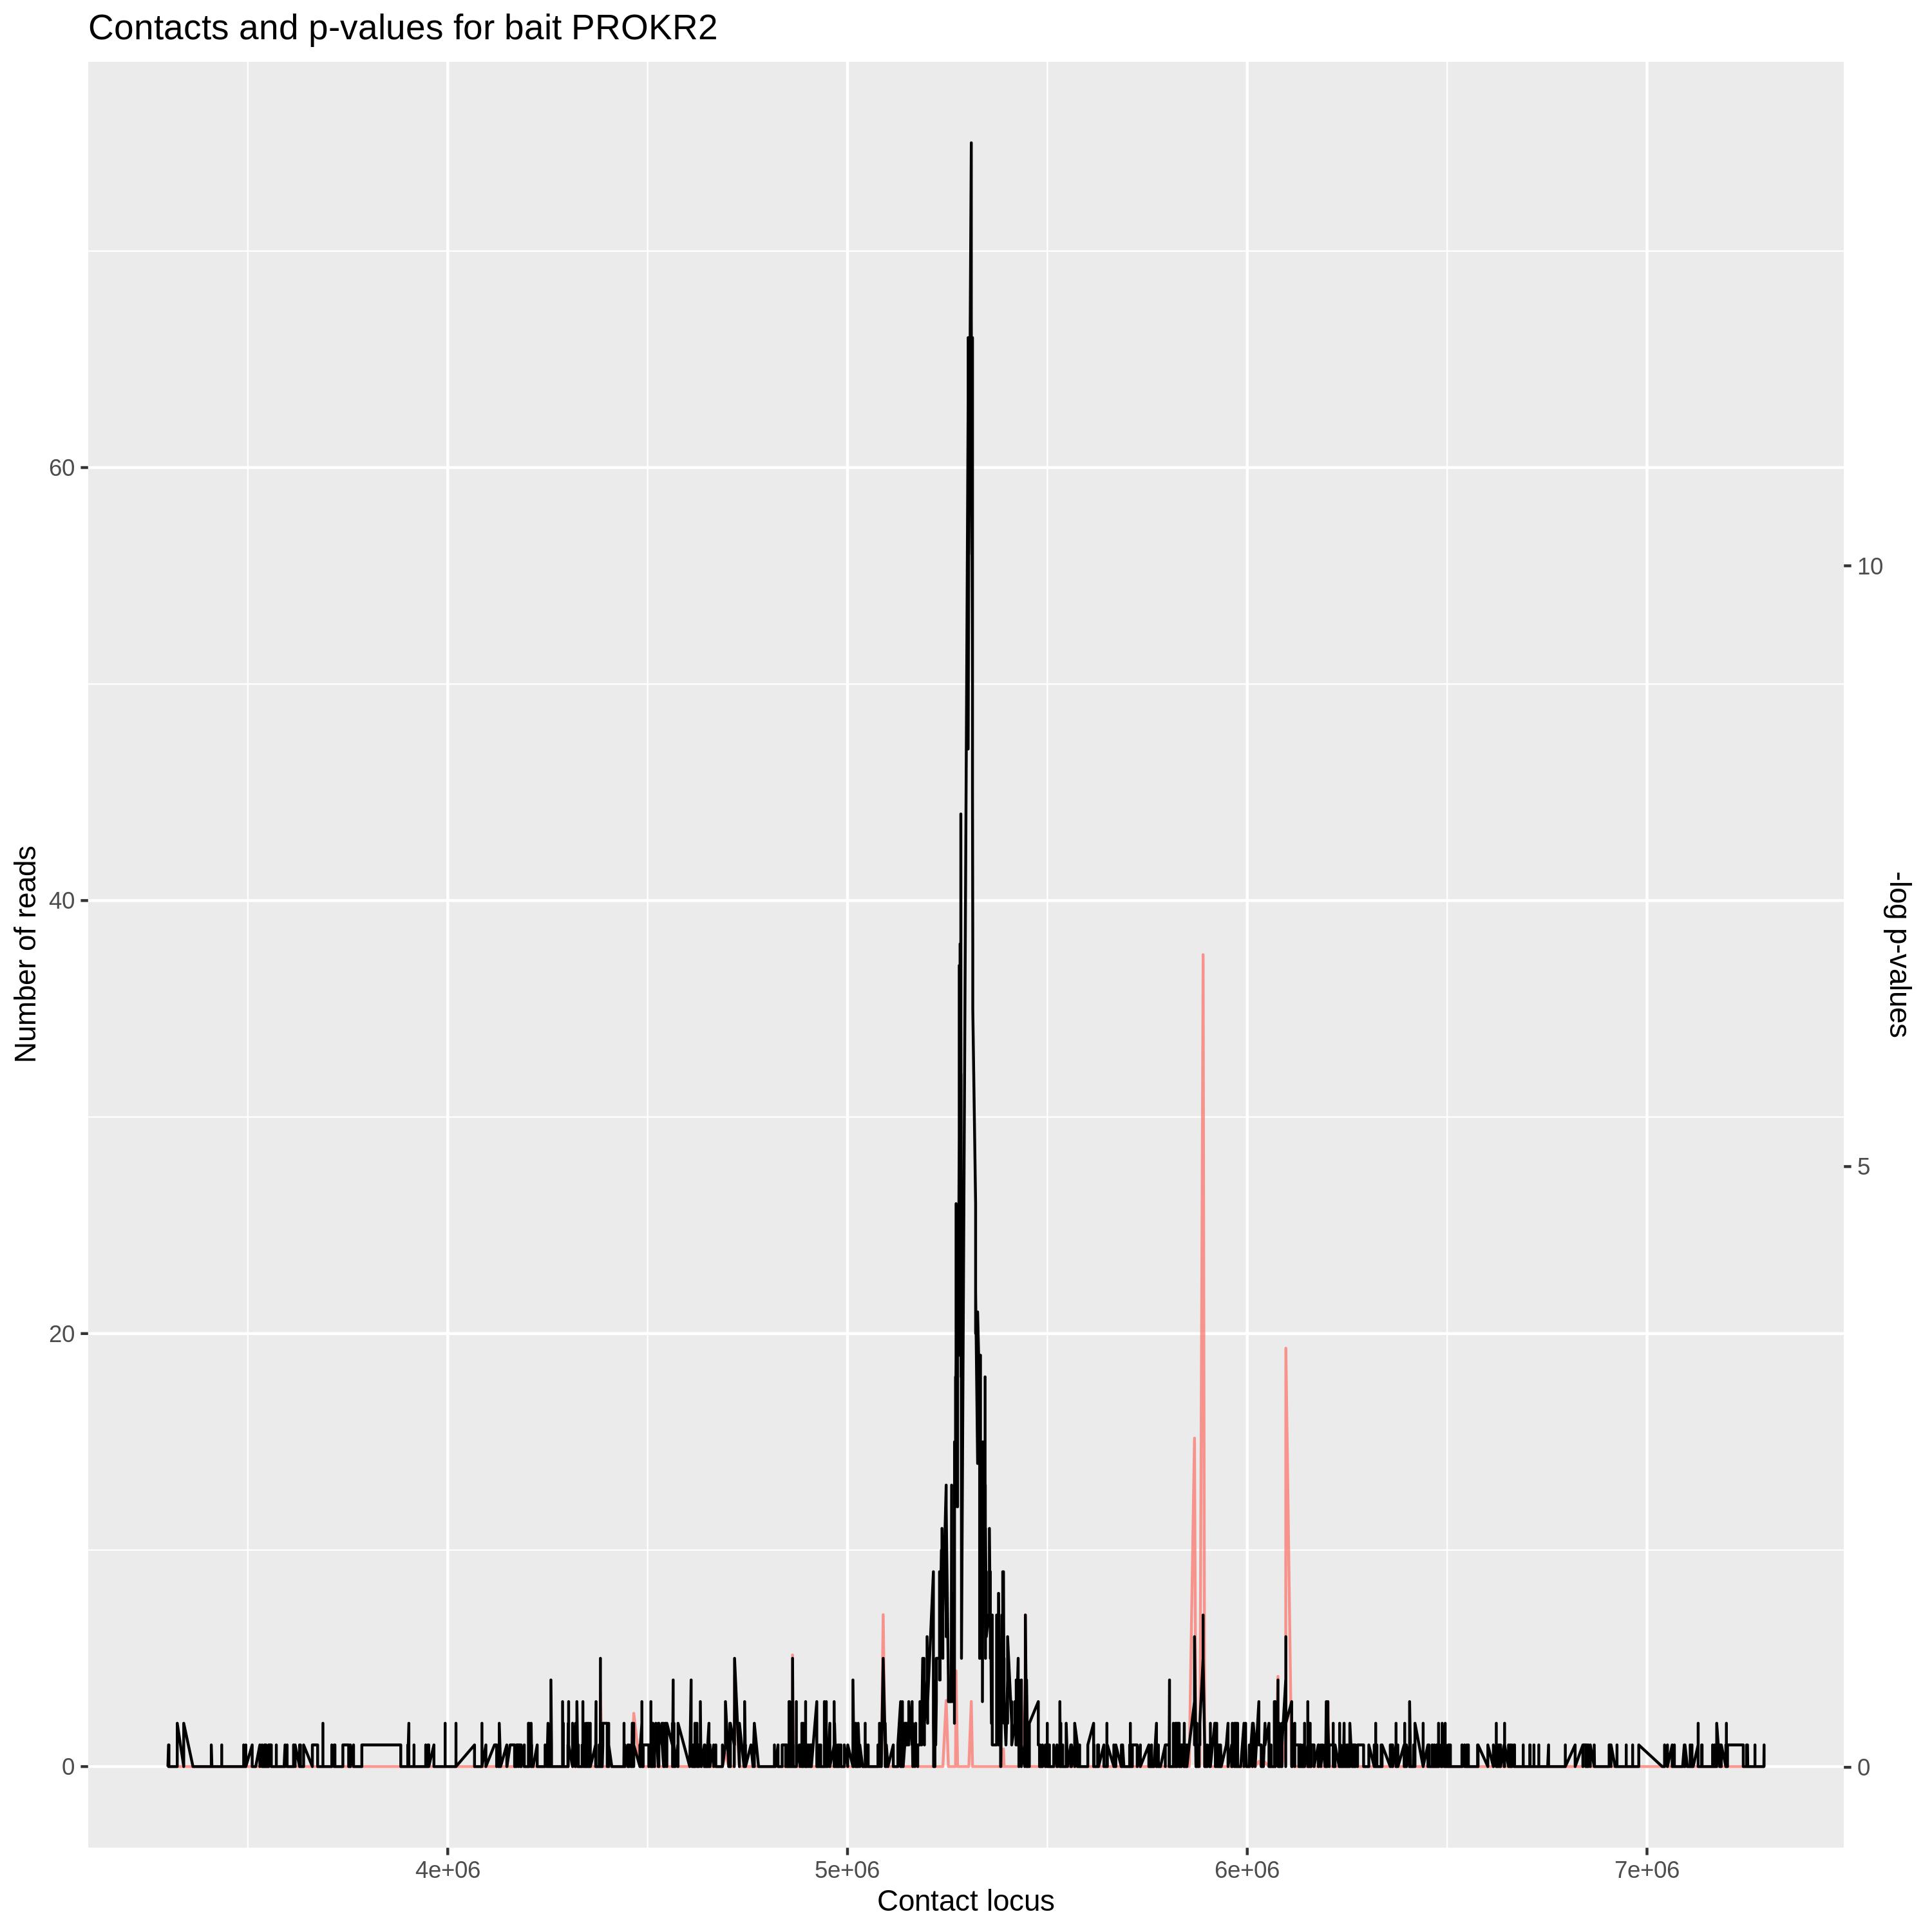 Contacts and p-values for bait PROKR2
Number of reads
60
40
20
0
10
5
0
-log p-values
4e+06
5e+06
6e+06
7e+06
Contact locus